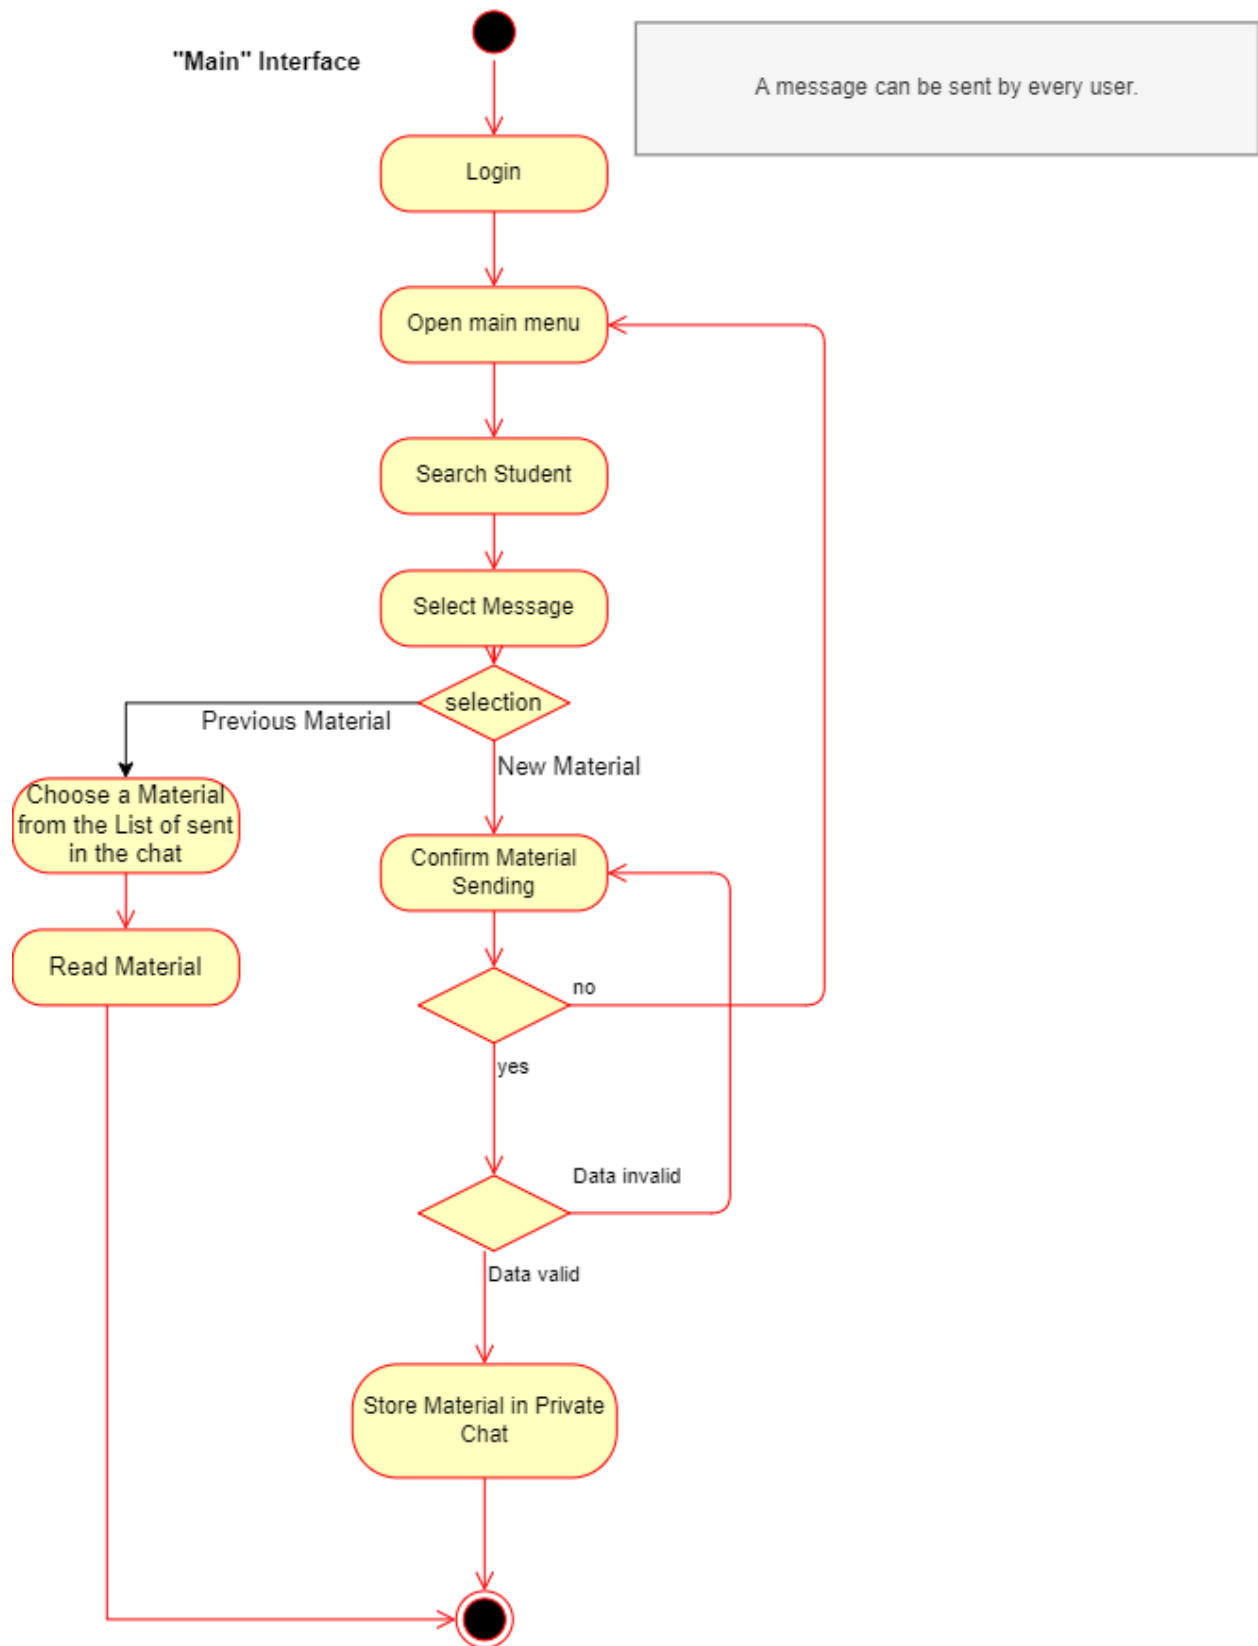 "Main" Interface
A message can be sent by every user.
Login
Open main menu
Search Student
Select Message
selection
Previous Material
New Material
Choose a Material
from the List of sent
in the chat
Confirm Material
Sending
Read Material
no
yes
Data invalid
Data valid
Store Material in Private
Chat